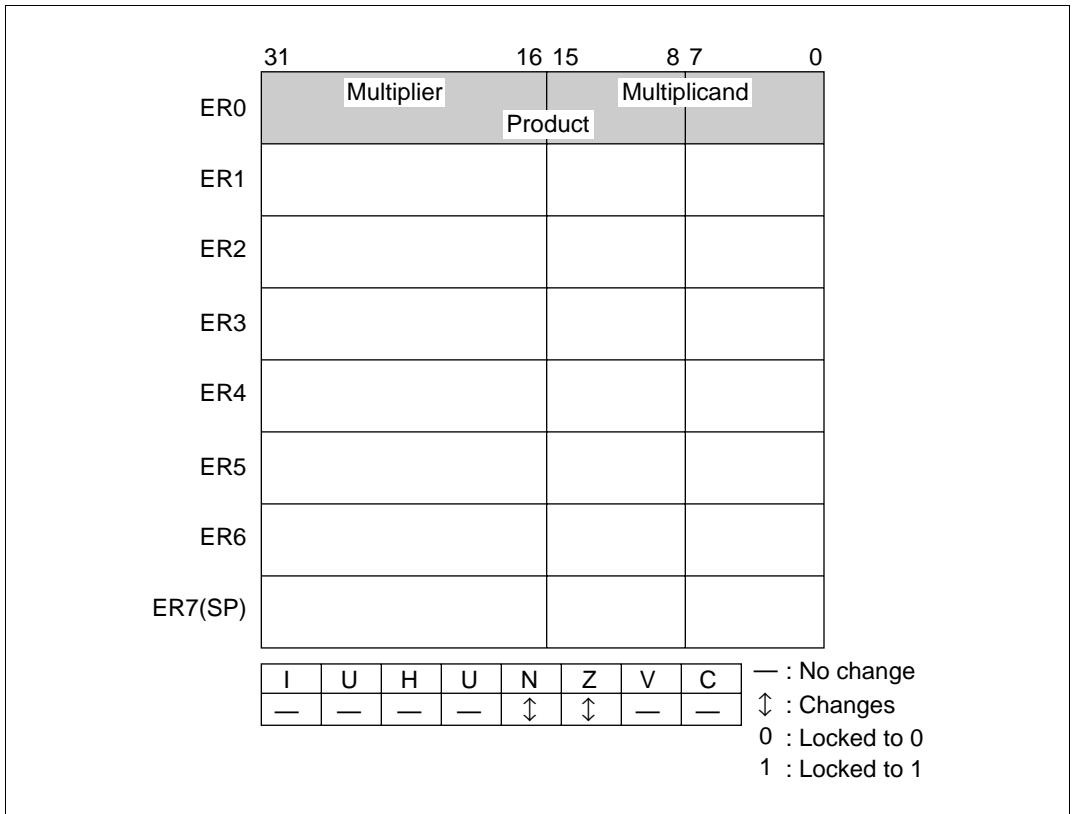 31 16 15 8 7 0
ER0 Multiplier Multiplicand
Product
ER1
ER2
ER3
ER4
ER5
ER6
ER7(SP)
I U H U N Z V C
— — — — ↕ ↕ — —
— : No change
↕ : Changes
0 : Locked to 0
1 : Locked to 1